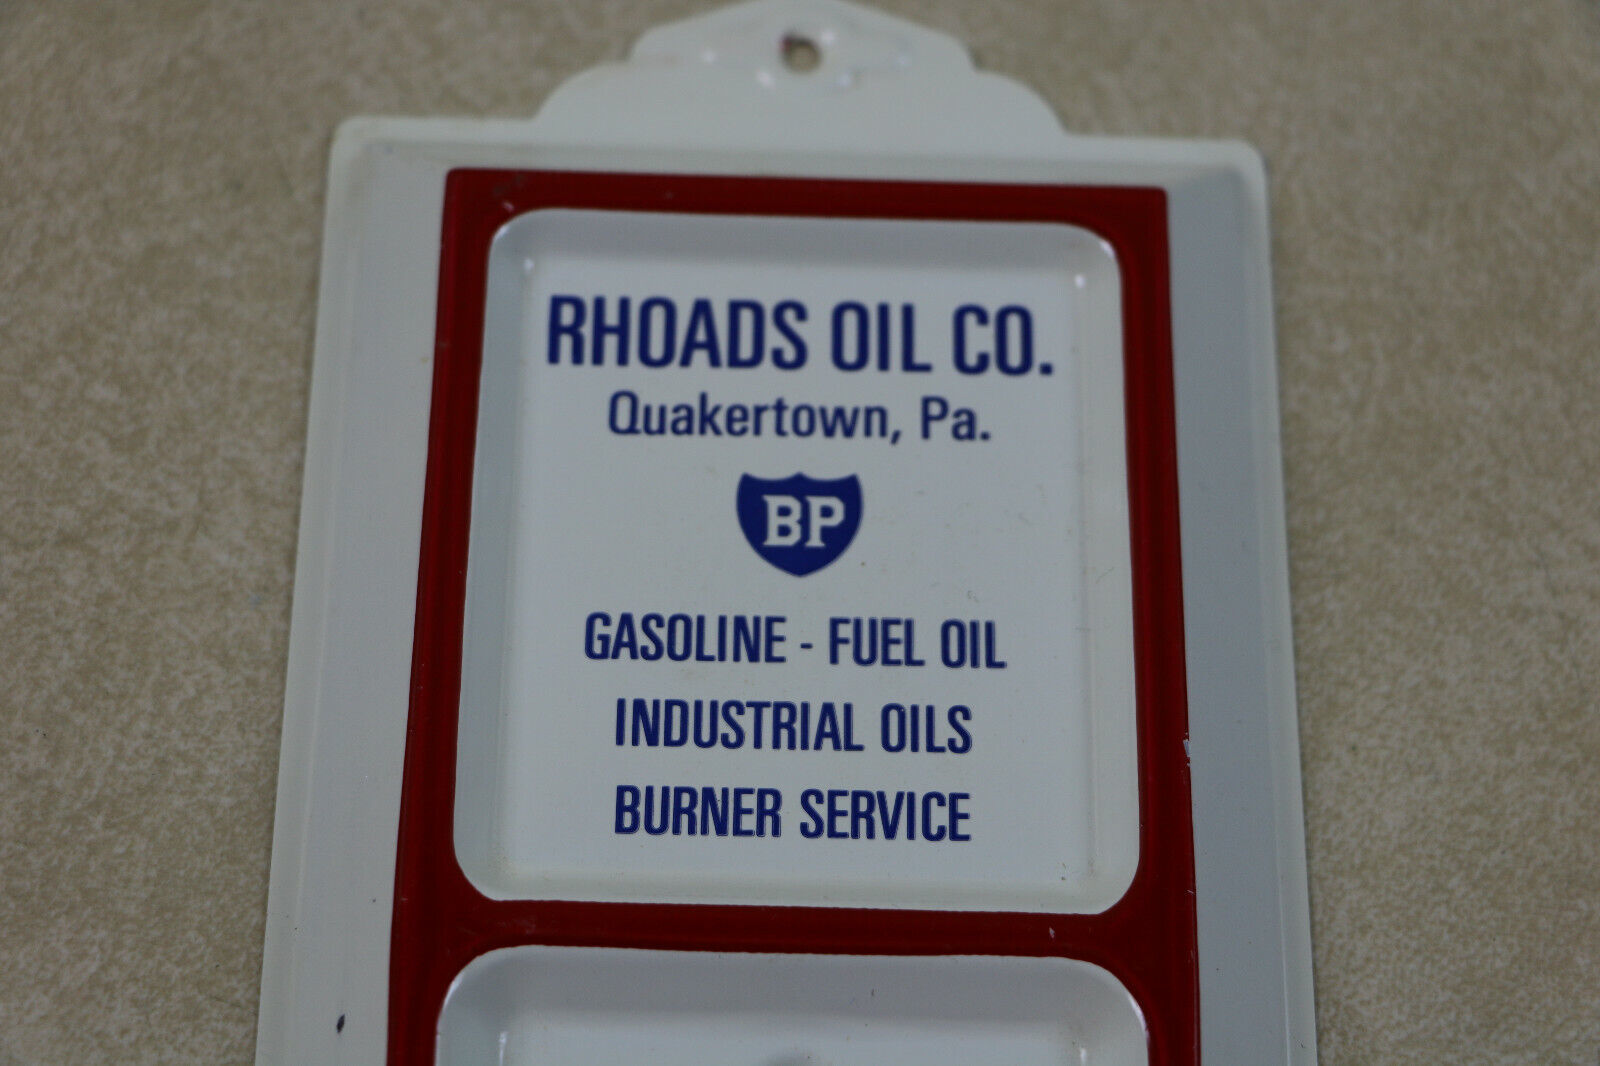 RHOADS OIL CO.
Quakertown, Pa.
BP
GASOLINE - FUEL OIL
INDUSTRIAL OILS
BURNER SERVICE